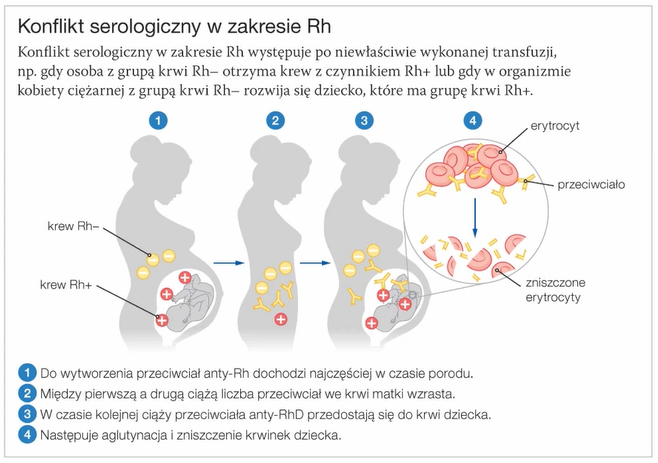 Konflikt serologiczny w zakresie Rh
Konflikt serologiczny w zakresie Rh występuje po niewłaściwie wykonanej transfuzji,
np. gdy osoba z grupą krwi Rh– otrzyma krew z czynnikiem Rh+ lub gdy w organizmie
kobiety ciężarnej z grupą krwi Rh– rozwija się dziecko, które ma grupę krwi Rh+.
1
2
3
4
erytrocyt
przeciwciało
krew Rh–
krew Rh+
zniszczone
erytrocyty
1 Do wytworzenia przeciwciał anty-Rh dochodzi najczęściej w czasie porodu.
2 Między pierwszą a drugą ciążą liczba przeciwciał we krwi matki wzrasta.
3 W czasie kolejnej ciąży przeciwciała anty-RhD przedostają się do krwi dziecka.
4 Następuje aglutynacja i zniszczenie krwinek dziecka.